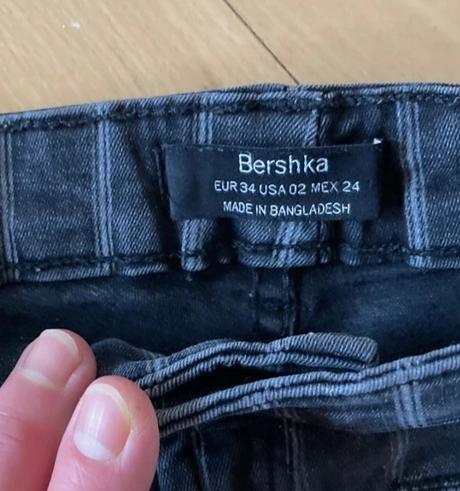 Bershka
EUR 34 USA 02 MEX 24
MADE IN BANGLADESH